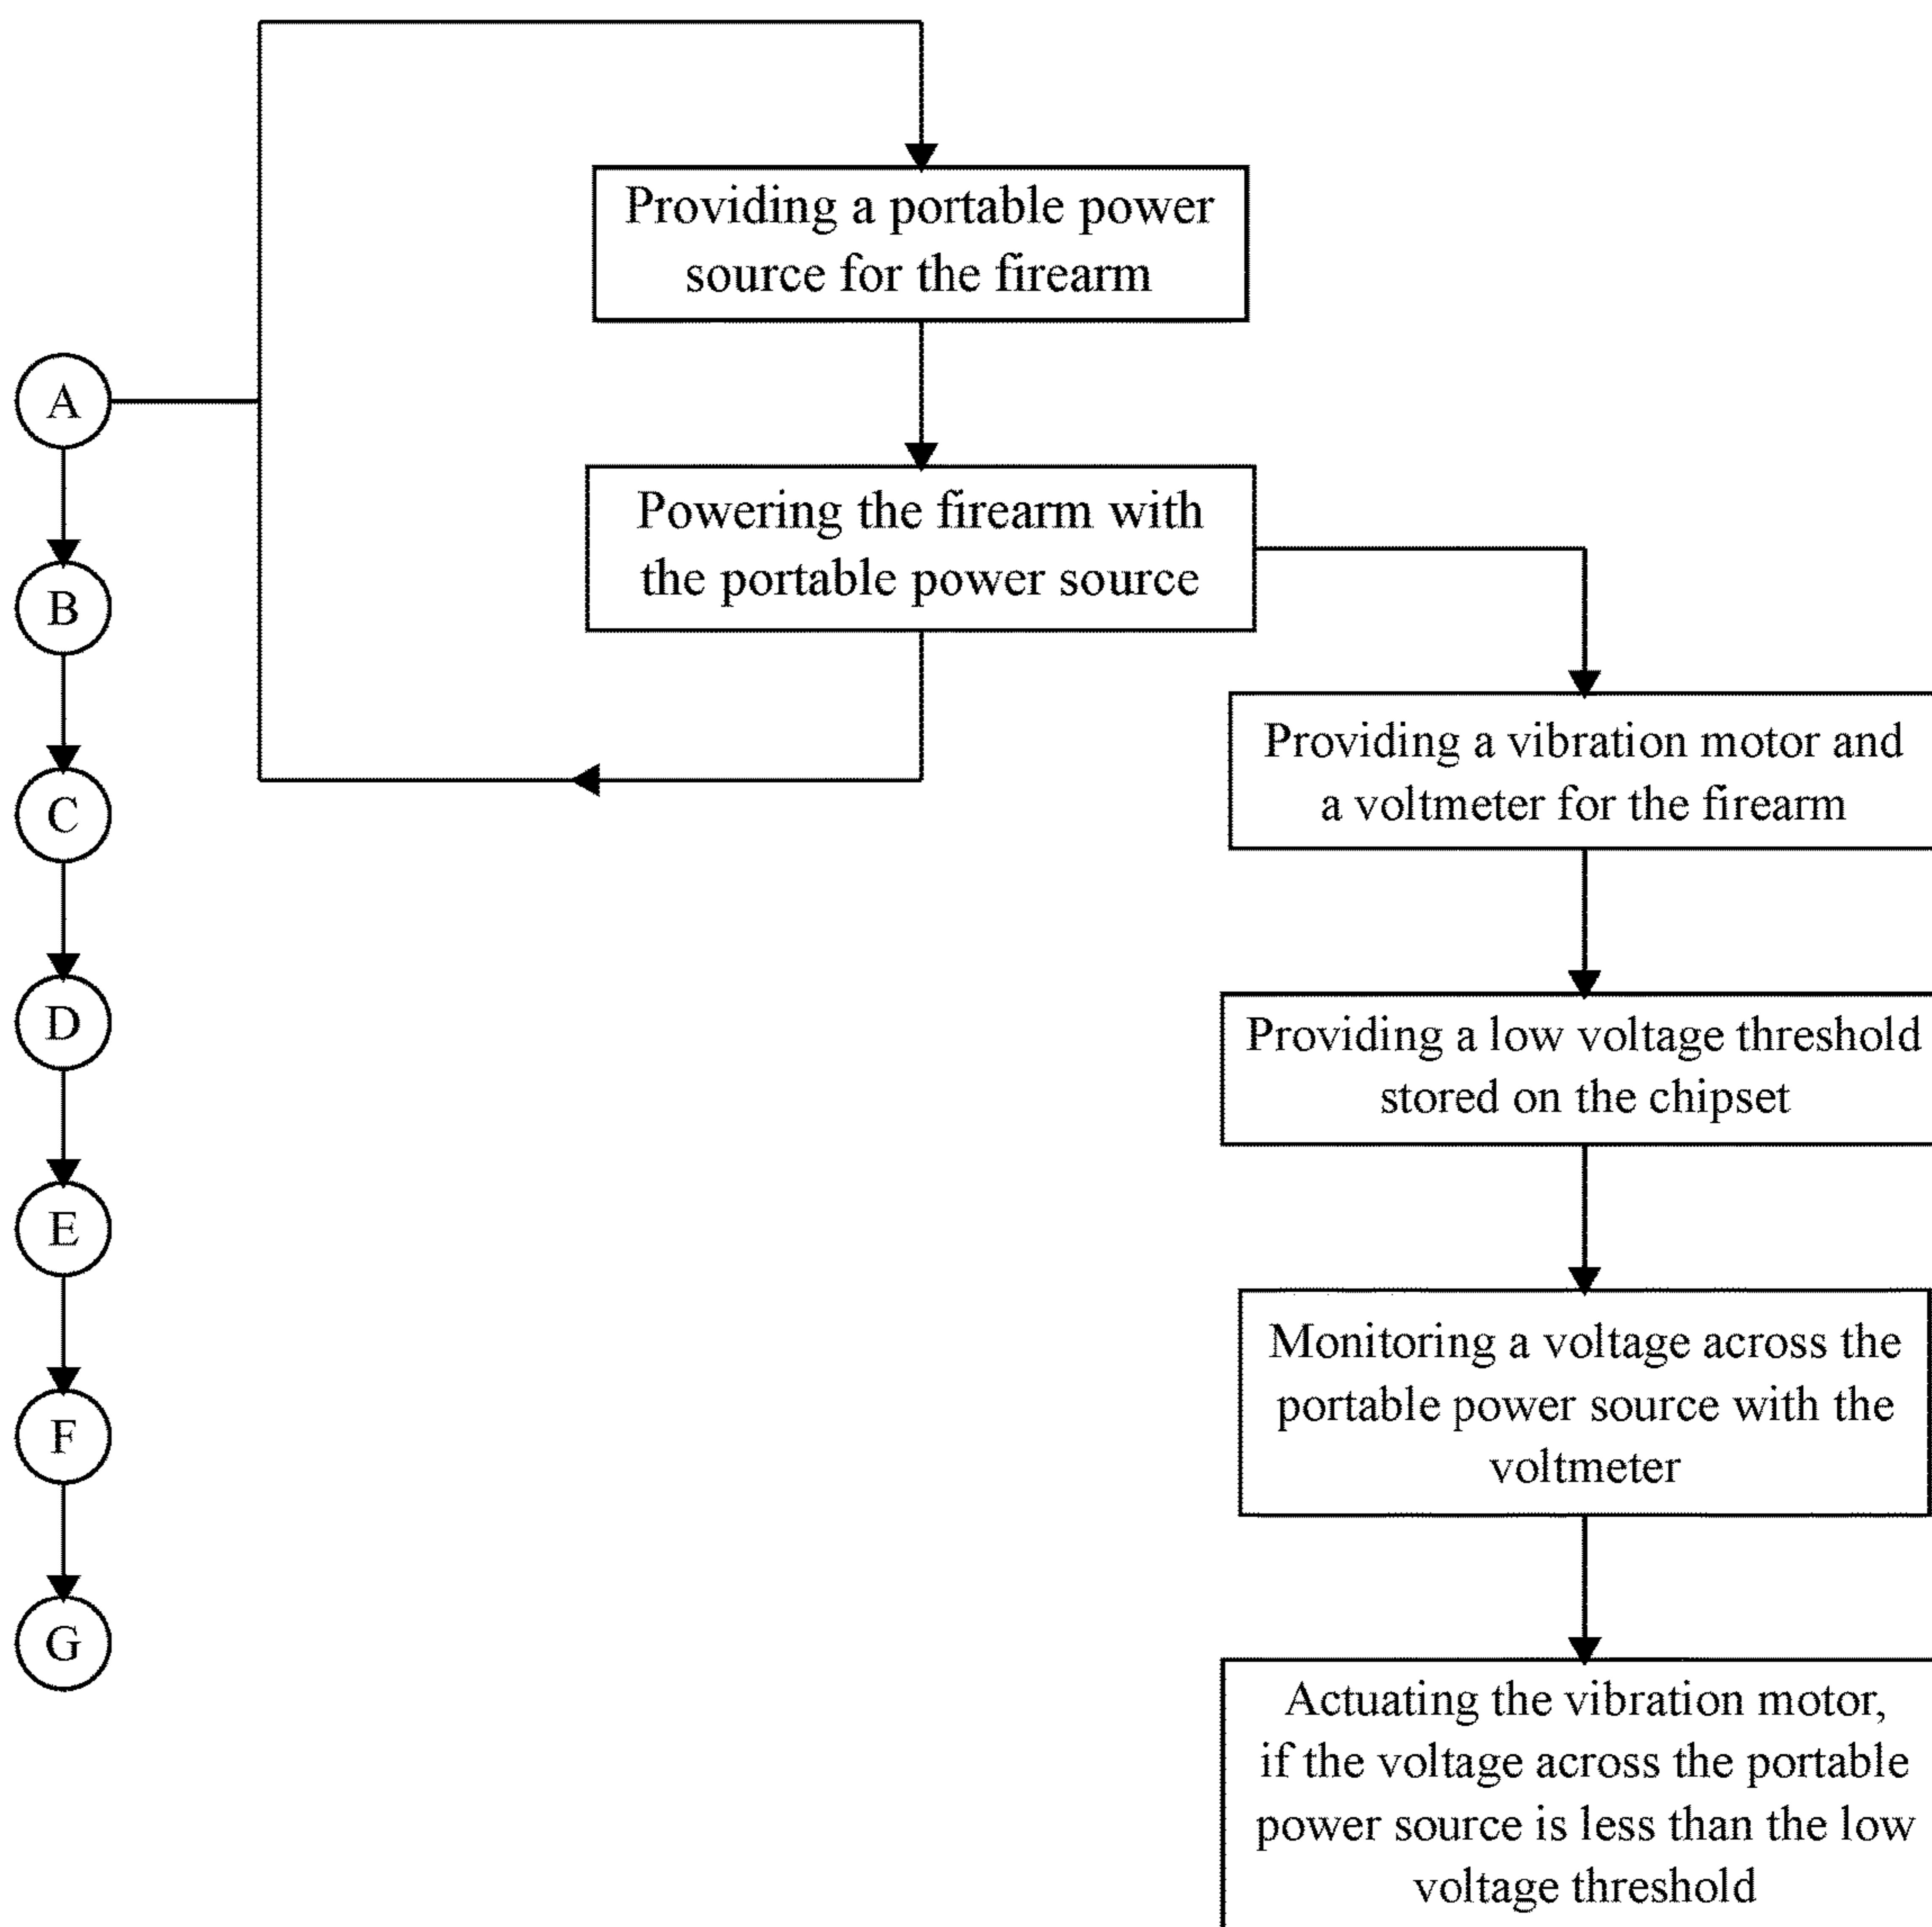 A
B
C
D
E
F
G
Providing a portable power
source for the firearm
Powering the firearm with
the portable power source
Providing a vibration motor and
a voltmeter for the firearm
Providing a low voltage threshold
stored on the chipset
Monitoring a voltage across the
portable power source with the
voltmeter
Actuating the vibration motor,
if the voltage across the portable
power source is less than the low
voltage threshold